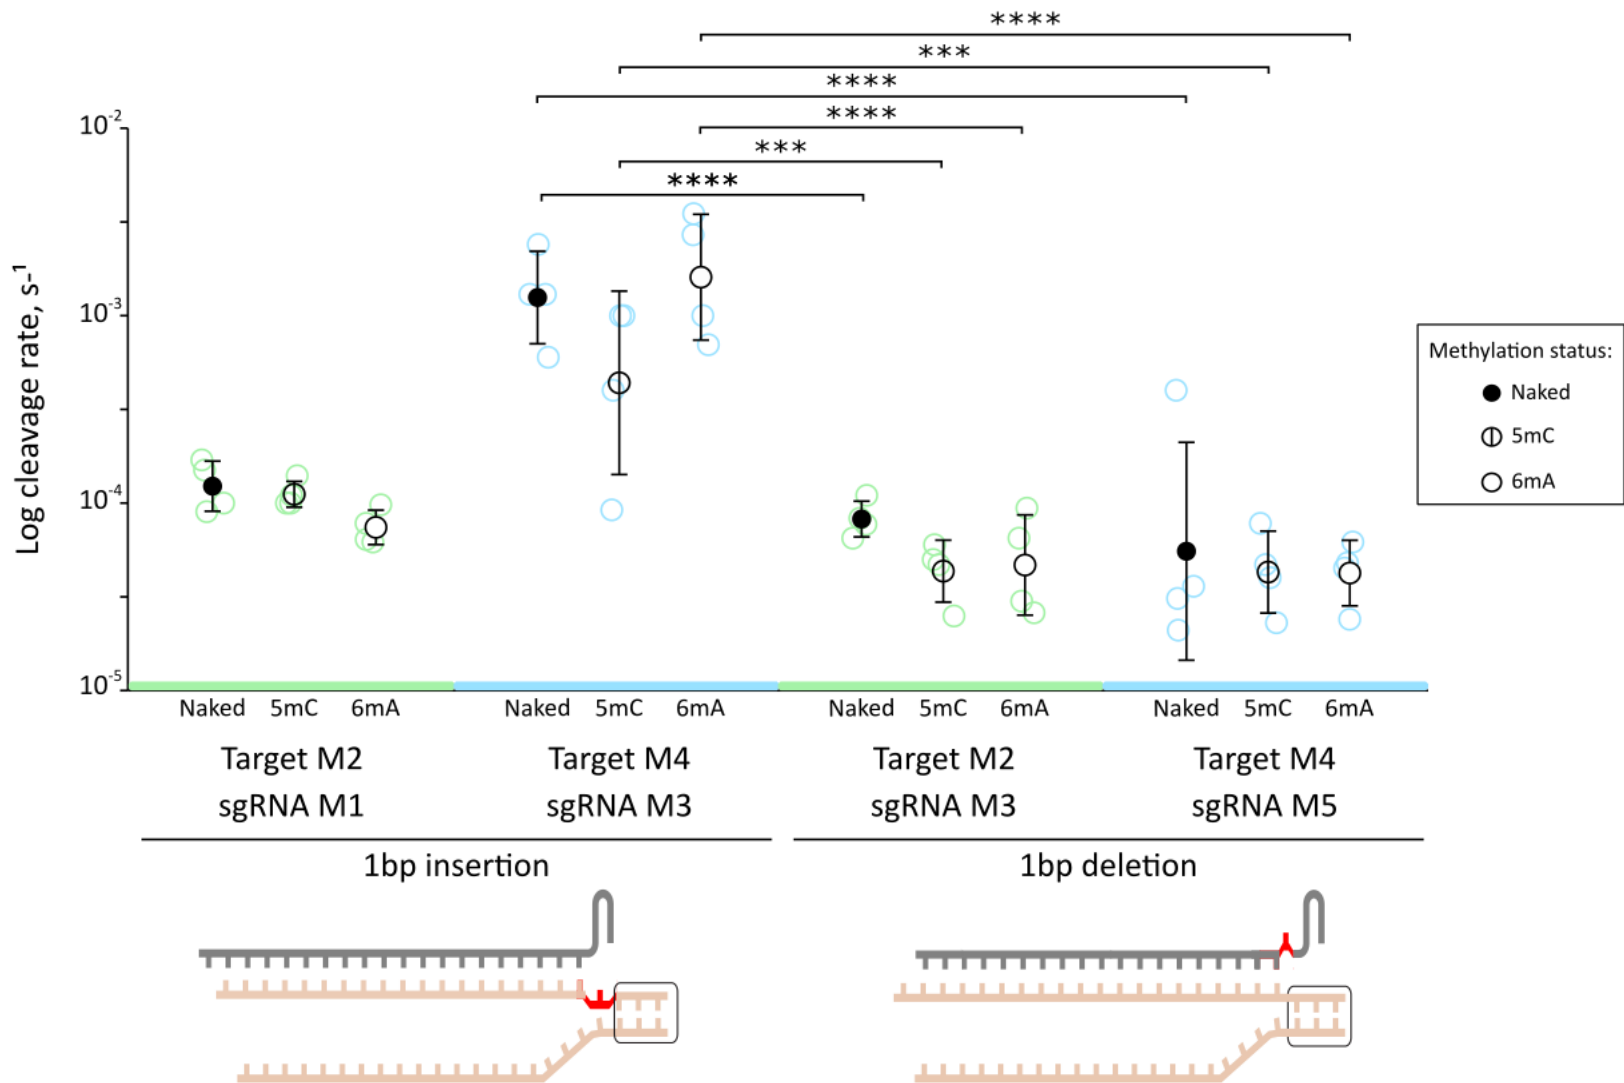 ****
***
****
****
***
****
10-2
10-3
10-4
10-5
Log cleavage rate, s-1
Methylation status:
Naked
5mC
6mA
Naked 5mC 6mA Naked 5mC 6mA Naked 5mC 6mA Naked 5mC 6mA
Target M2 Target M4 Target M2 Target M4
sgRNA M1 sgRNA M3 sgRNA M3 sgRNA M5
1bp insertion 1bp deletion